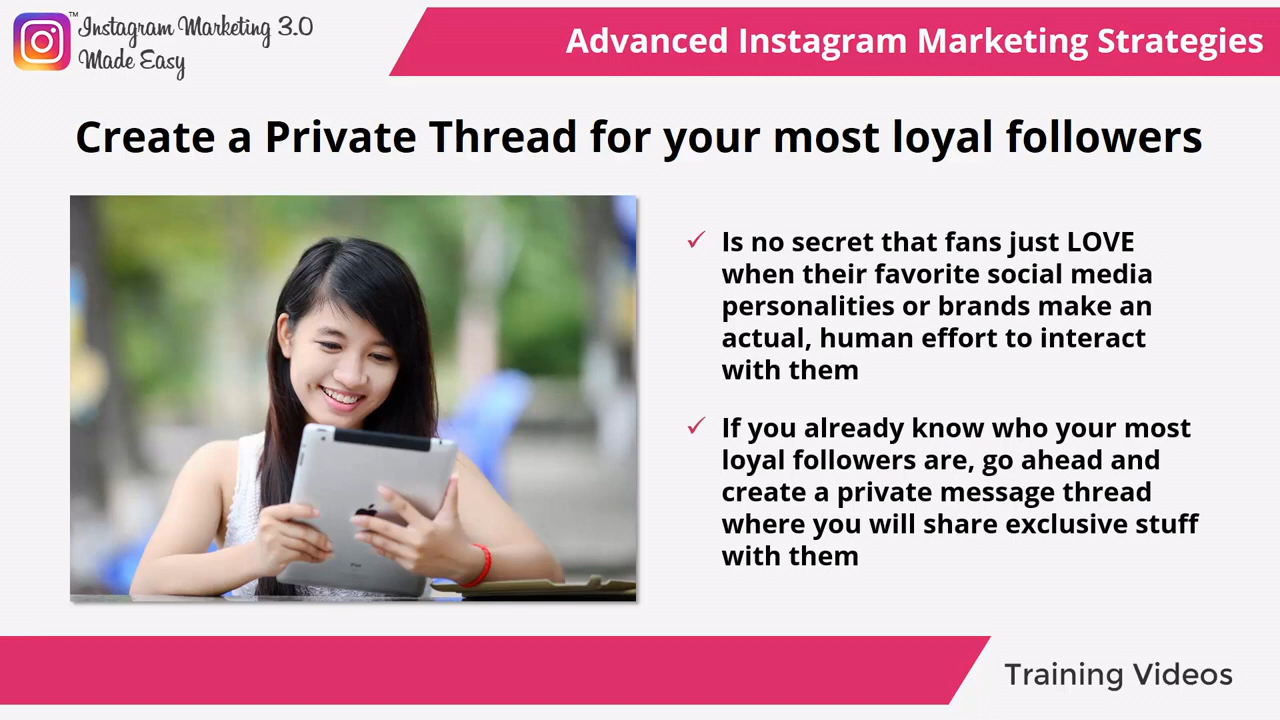 Instagram Marketing 3.0
Made Easy
TM
Advanced Instagram Marketing Strategies
Create a Private Thread for your most loyal followers
✓ Is no secret that fans just LOVE
when their favorite social media
personalities or brands make an
actual, human effort to interact
with them
✓ If you already know who your most
loyal followers are, go ahead and
create a private message thread
where you will share exclusive stuff
with them
Training Videos